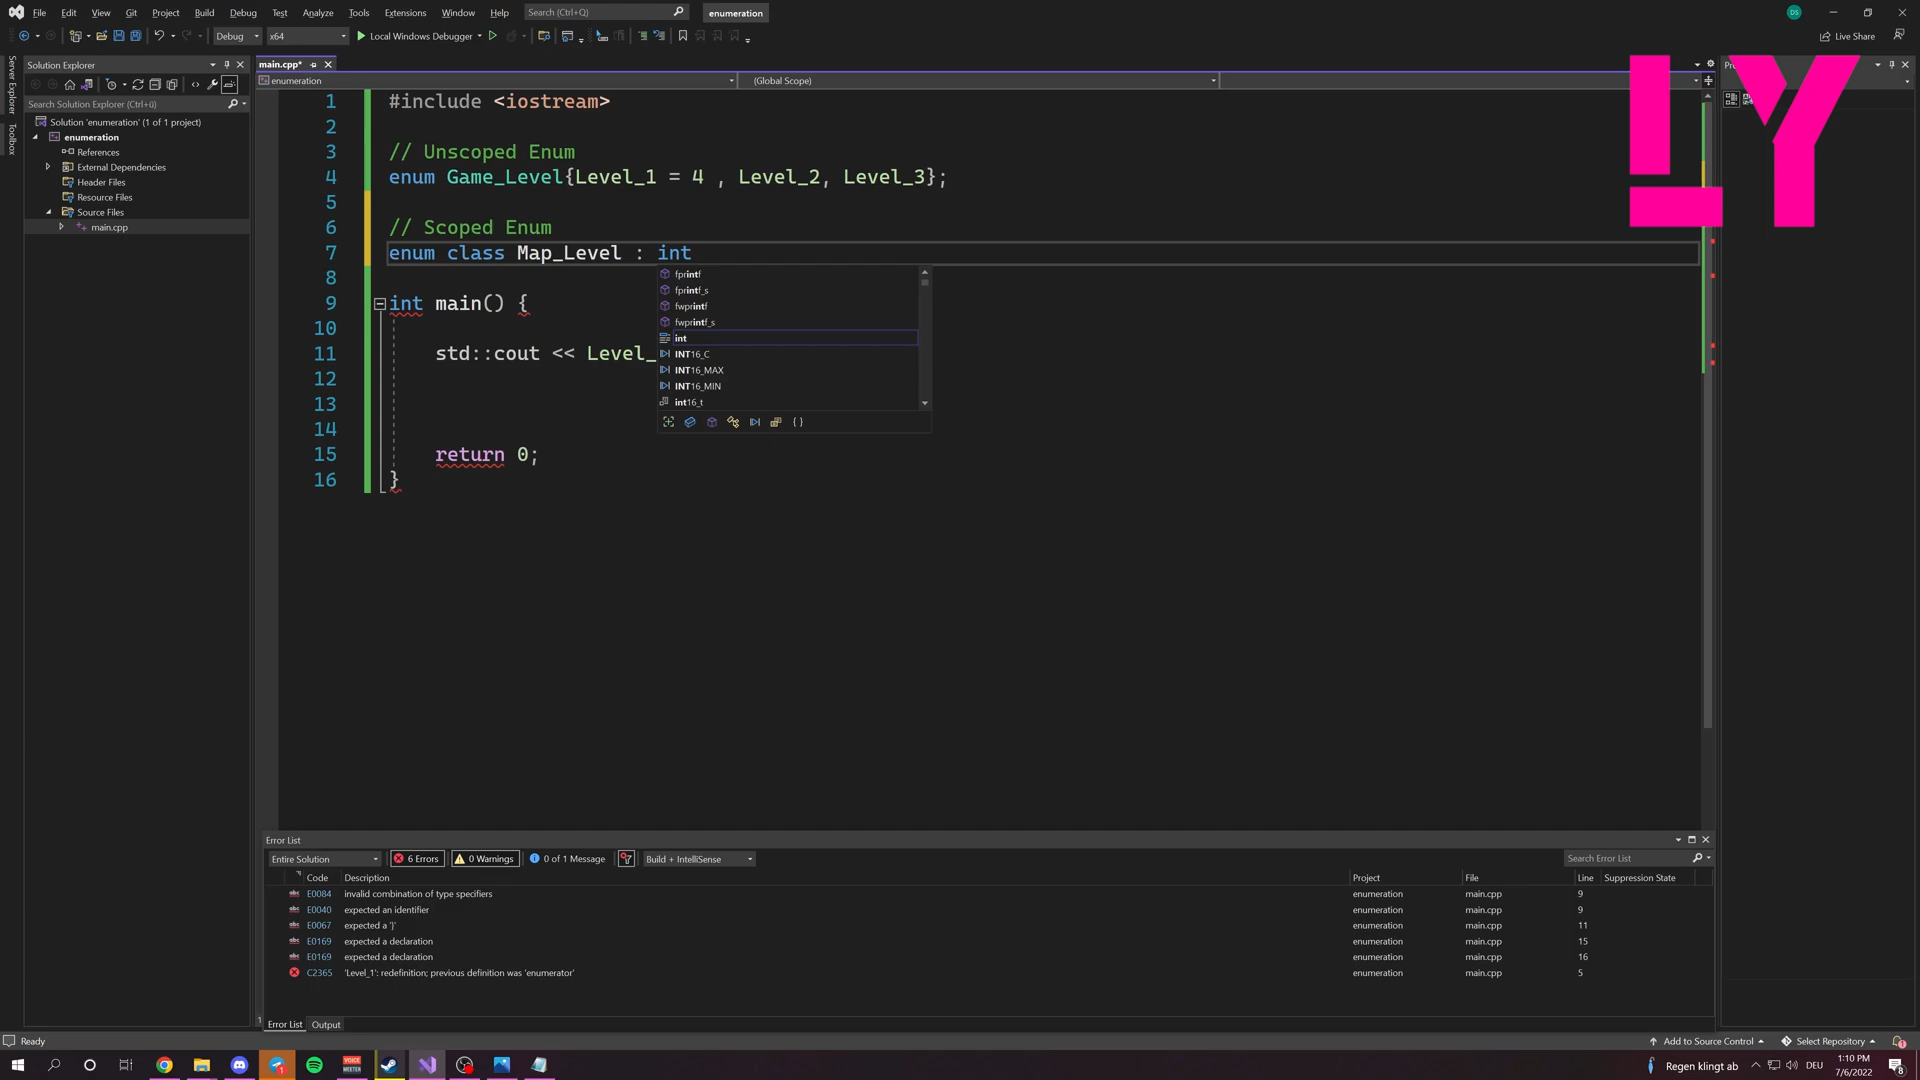 File Edit View Git Project Build Debug Test Analyze Tools Extensions Window Help Search (Ctrl+Q) enumeration DS
Debug x64 Local Windows Debugger Live Share
Server Explorer
Toolbox
Solution Explorer
Search Solution Explorer (Ctrl+ü)
Solution 'enumeration' (1 of 1 project)
enumeration
References
External Dependencies
Header Files
Resource Files
Source Files
main.cpp
main.cpp*
enumeration (Global Scope)
1 #include <iostream>
2
3 // Unscoped Enum
4 enum Game_Level{Level_1 = 4 , Level_2, Level_3};
5
6 // Scoped Enum
7 enum class Map_Level : int
8
9 int main() {
10
11 std::cout << Level_
12
13
14
15 return 0;
16 }
fprintf
fprintf_s
fwprintf
fwprintf_s
int
INT16_C
INT16_MAX
INT16_MIN
int16_t
LY
Error List
Entire Solution 6 Errors 0 Warnings 0 of 1 Message Build + IntelliSense Search Error List
Code Description Project File Line Suppression State
E0084 invalid combination of type specifiers enumeration main.cpp 9
E0040 expected an identifier enumeration main.cpp 9
E0067 expected a '}' enumeration main.cpp 11
E0169 expected a declaration enumeration main.cpp 15
E0169 expected a declaration enumeration main.cpp 16
C2365 'Level_1': redefinition; previous definition was 'enumerator' enumeration main.cpp 5
Error List Output
Ready Add to Source Control Select Repository 1
VOICE MEETER
Regen klingt ab DEU 1:10 PM
7/6/2022 8